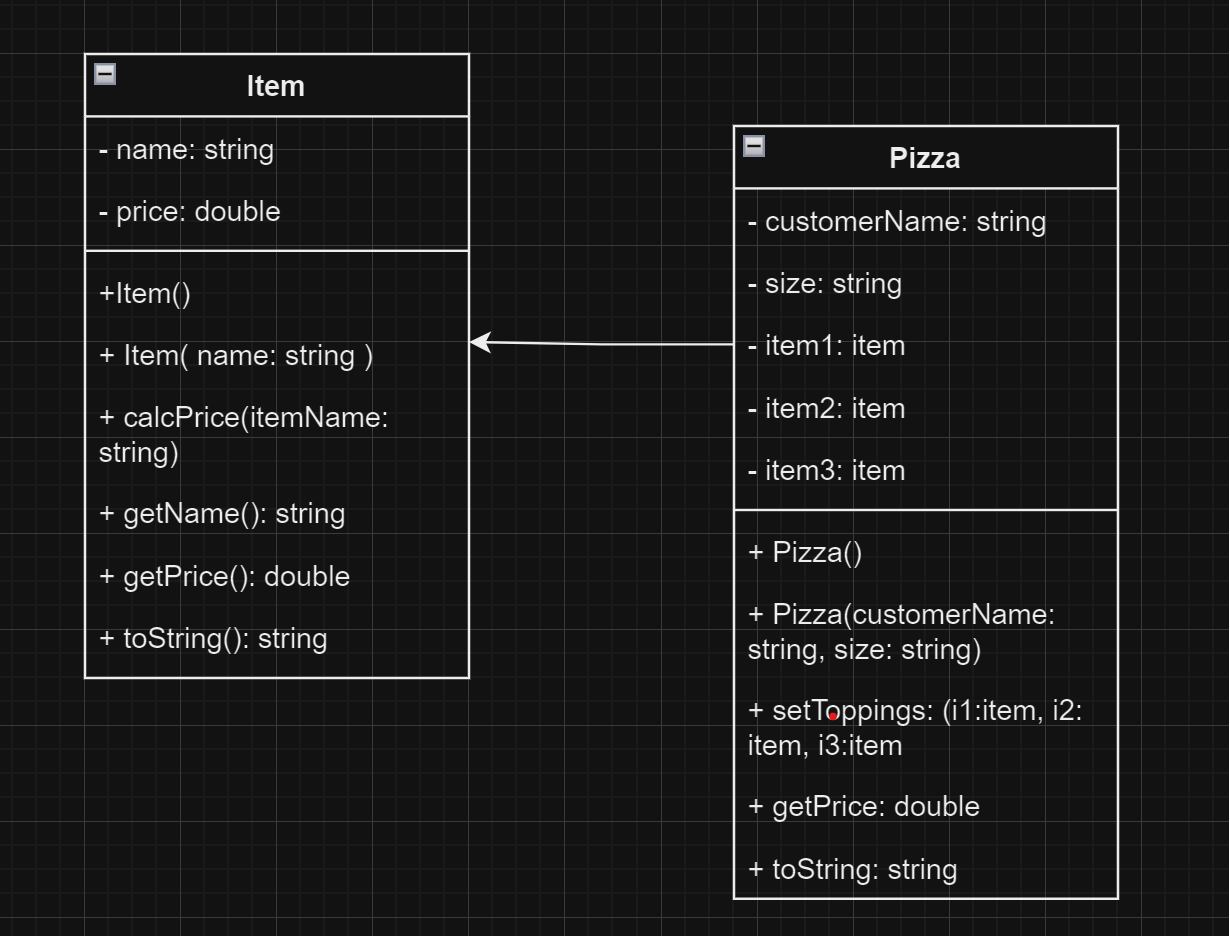 Item
- name: string
- price: double
+Item()
+ Item( name: string )
+ calcPrice(itemName:
string)
+ getName(): string
+ getPrice(): double
+ toString(): string
Pizza
- customerName: string
- size: string
- item1: item
- item2: item
- item3: item
+ Pizza()
+ Pizza(customerName:
string, size: string)
+ setToppings: (i1:item, i2:
item, i3:item
+ getPrice: double
+ toString: string